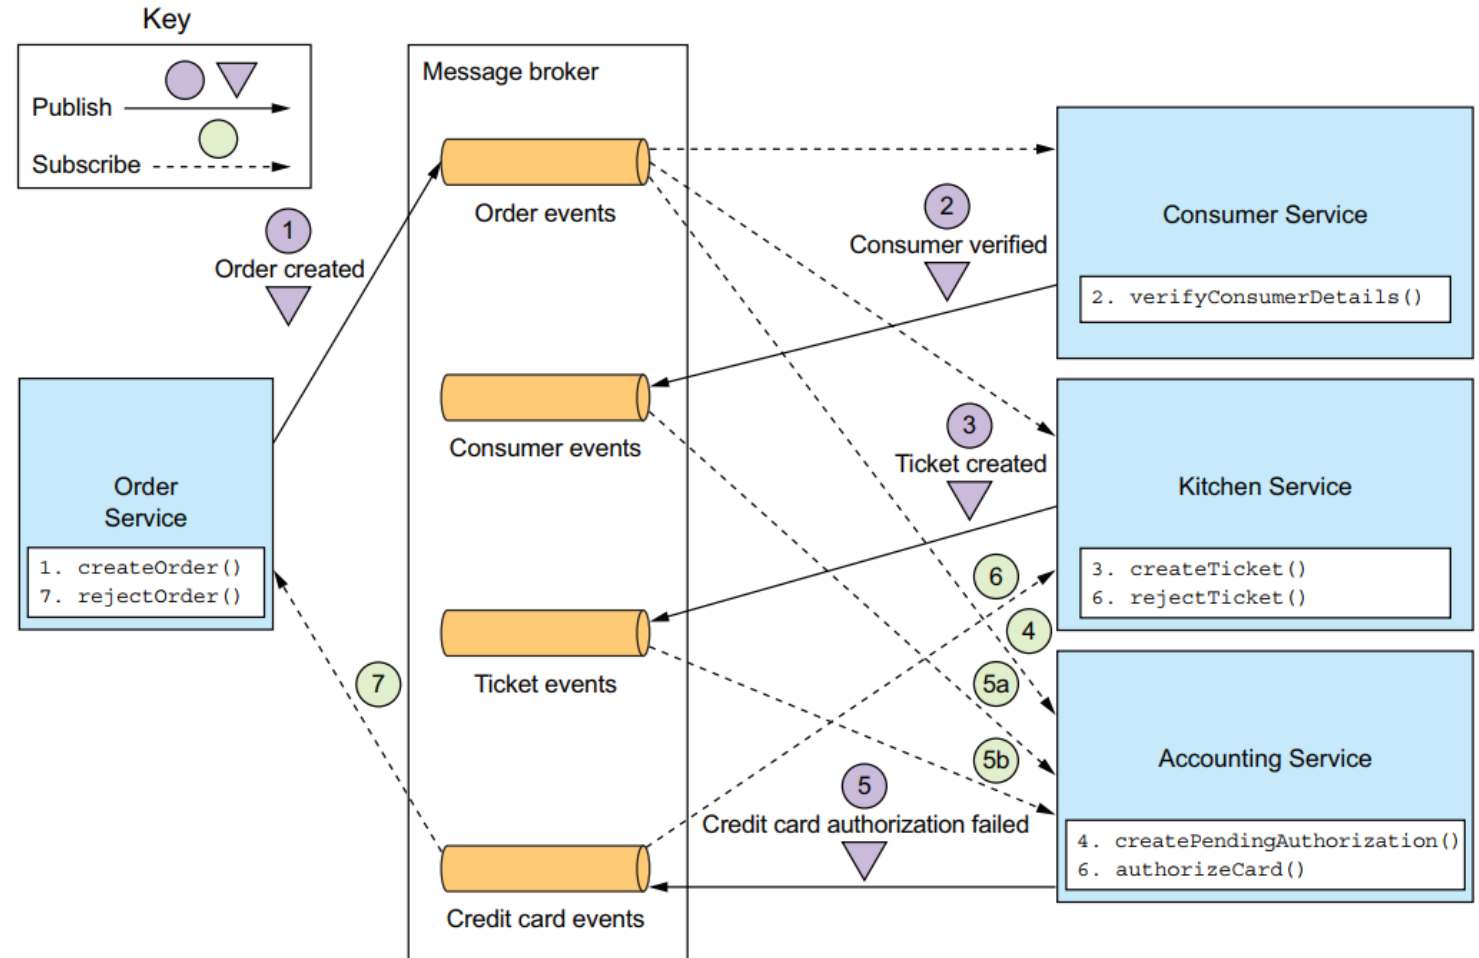 Key
Publish
Subscribe
Message broker
Order events
1
Order created
2
Consumer verified
Consumer Service
2. verifyConsumerDetails()
Consumer events
3
Ticket created
Kitchen Service
3. createTicket()
6. rejectTicket()
Order
Service
1. createOrder()
7. rejectOrder()
6
4
5a
5b
7
Ticket events
5
Credit card authorization failed
Accounting Service
4. createPendingAuthorization()
6. authorizeCard()
Credit card events